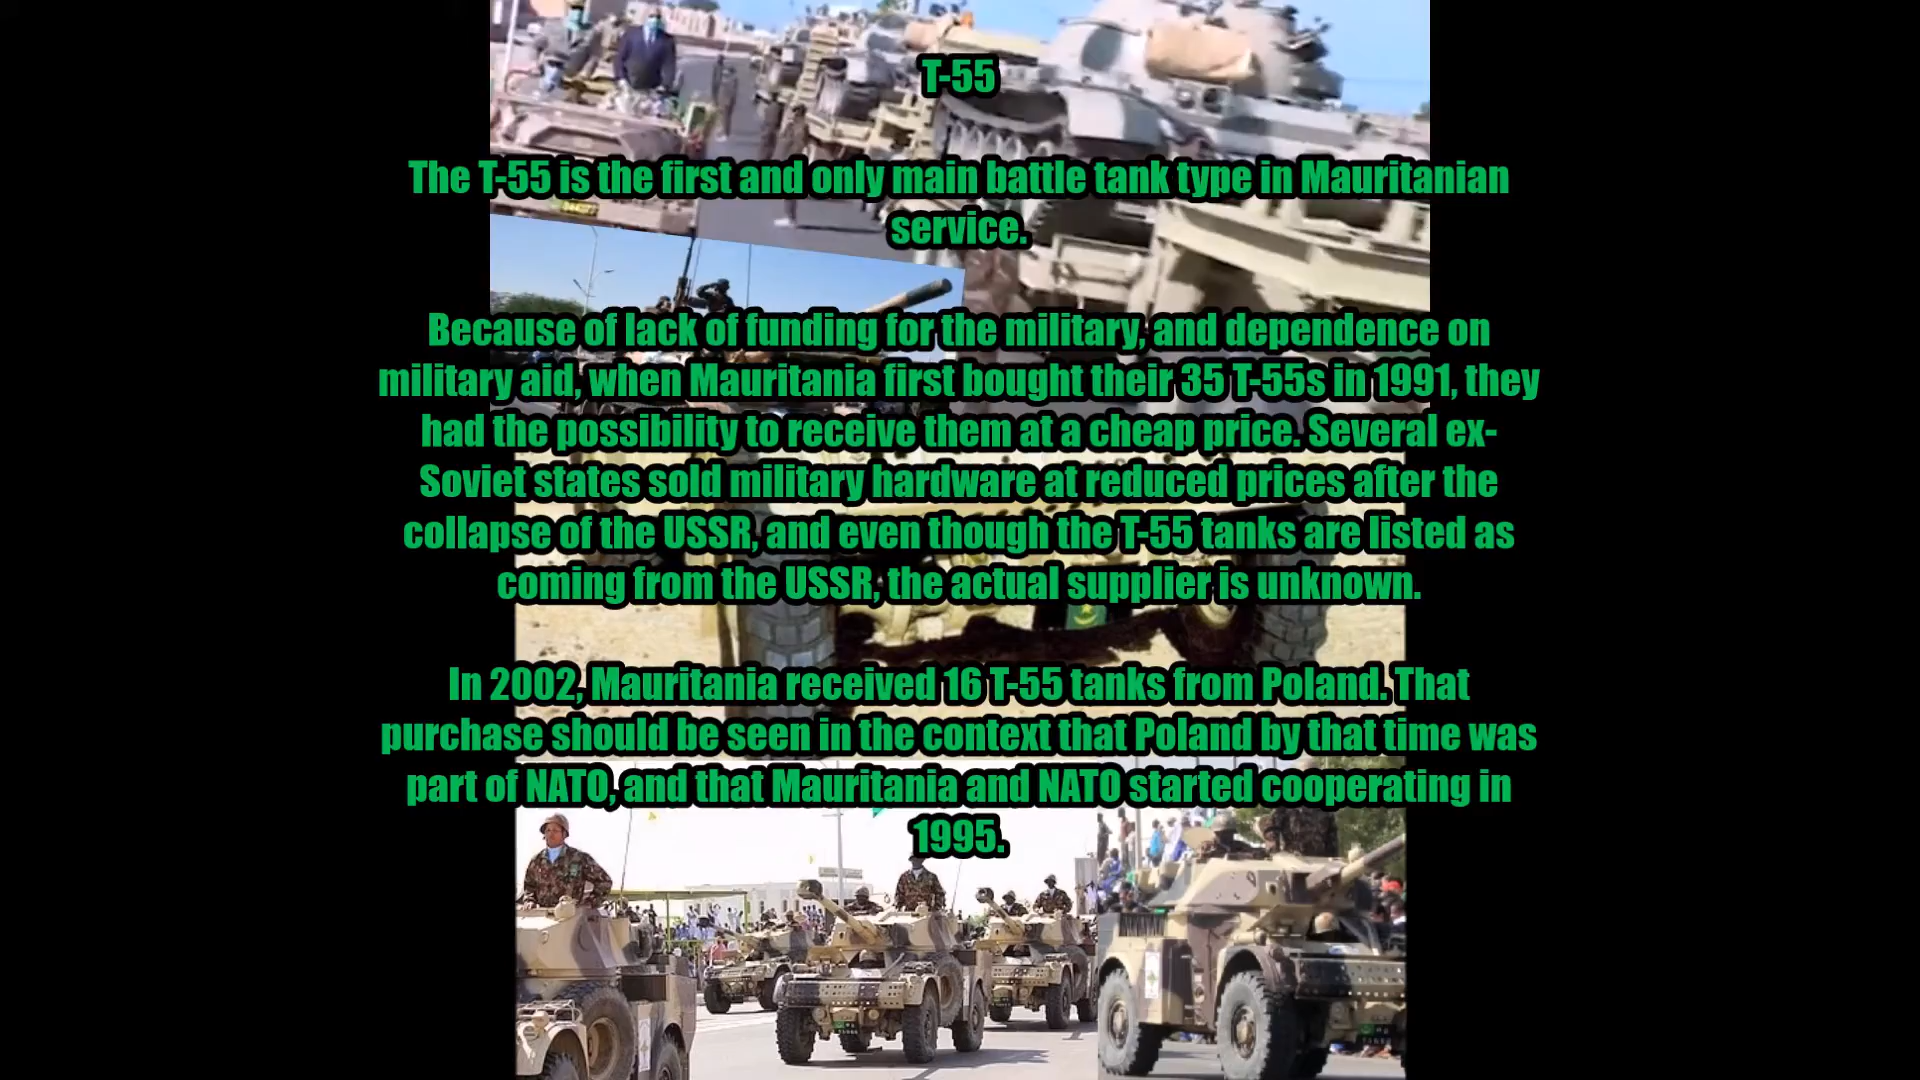 T-55
The T-55 is the first and only main battle tank type in Mauritanian
service.
Because of lack of funding for the military, and dependence on
military aid, when Mauritania first bought their 35 T-55s in 1991, they
had the possibility to receive them at a cheap price. Several ex-
Soviet states sold military hardware at reduced prices after the
collapse of the USSR, and even though the T-55 tanks are listed as
coming from the USSR, the actual supplier is unknown.
In 2002, Mauritania received 16 T-55 tanks from Poland. That
purchase should be seen in the context that Poland by that time was
part of NATO, and that Mauritania and NATO started cooperating in
1995.